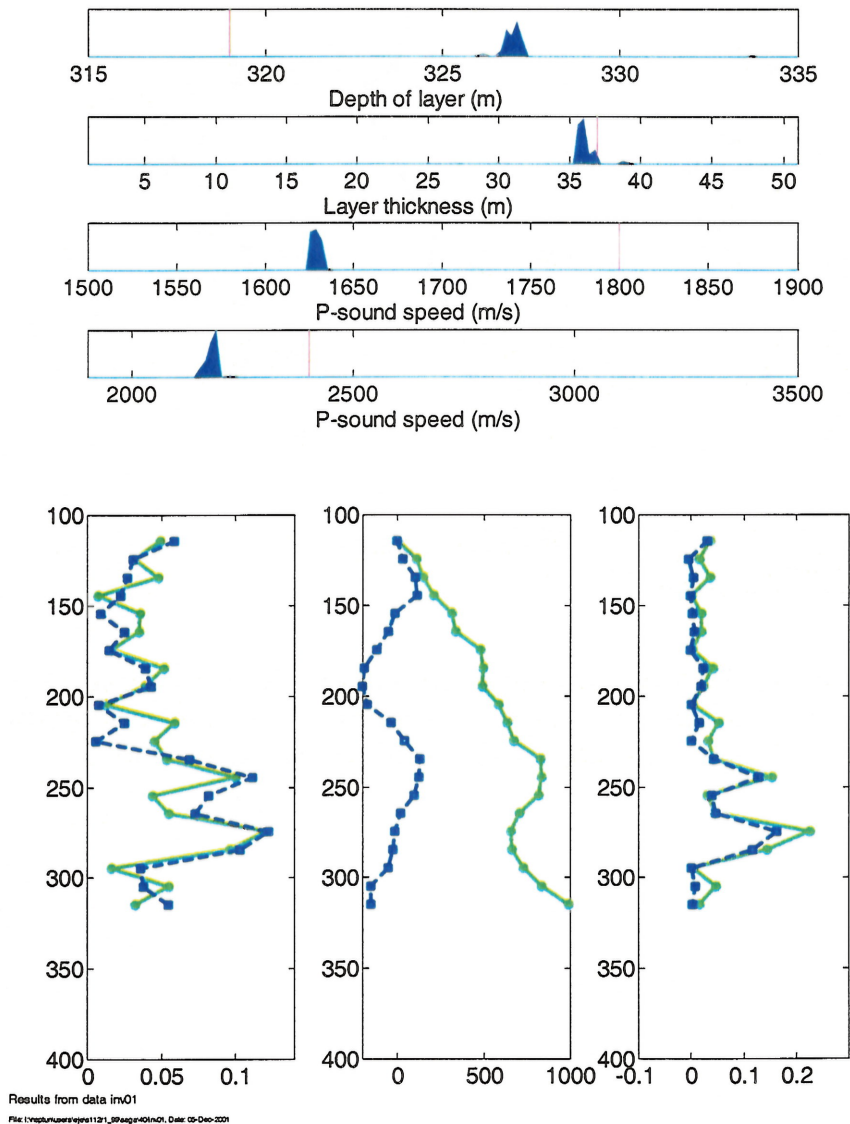 315 320 325 330 335
Depth of layer (m)
5 10 15 20 25 30 35 40 45 50
Layer thickness (m)
1500 1550 1600 1650 1700 1750 1800 1850 1900
P-sound speed (m/s)
2000 2500 3000 3500
P-sound speed (m/s)
100 100 100
150 150 150
200 200 200
250 250 250
300 300 300
350 350 350
400 400 400
0 0.05 0.1 0 500 1000 -0.1 0 0.1 0.2
Results from data inv01
Date: 05-Dec-2001